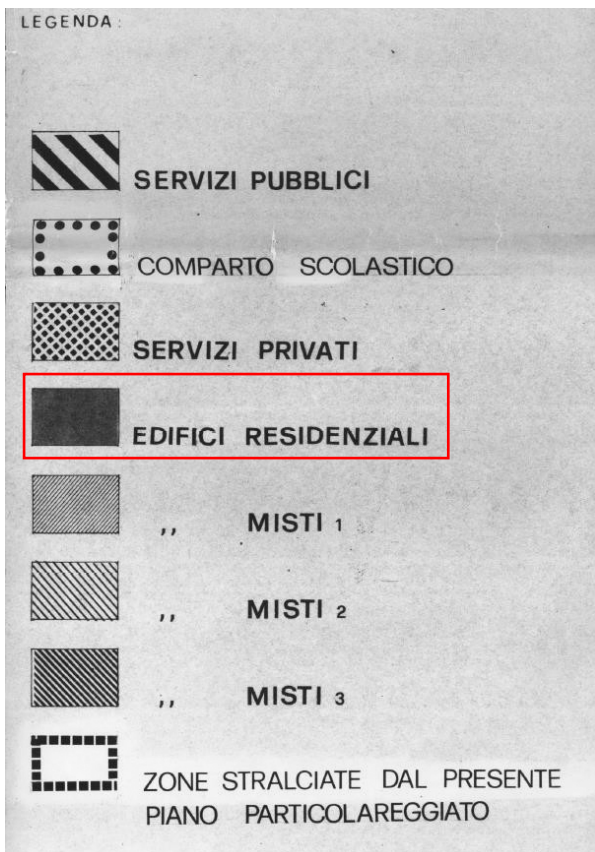 LEGENDA:
SERVIZI PUBBLICI
COMPARTO SCOLASTICO
SERVIZI PRIVATI
EDIFICI RESIDENZIALI
,, MISTI 1
,, MISTI 2
,, MISTI 3
ZONE STRALCIATE DAL PRESENTE
PIANO PARTICOLAREGGIATO